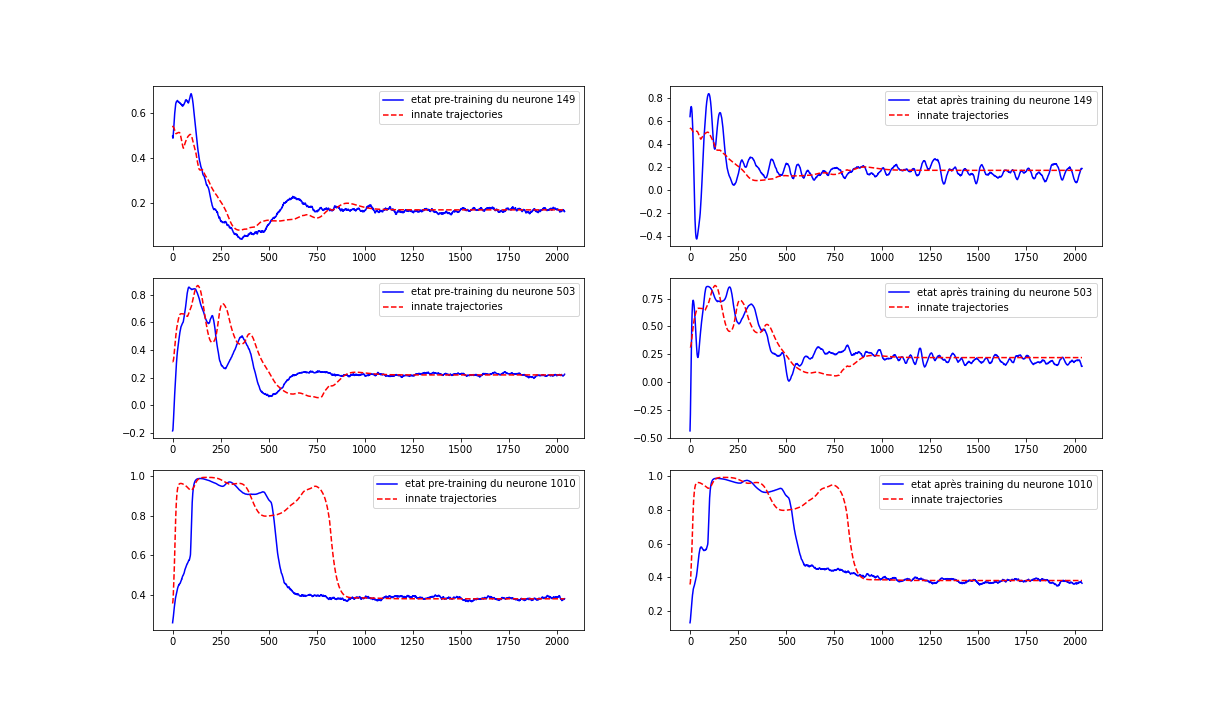 etat pre-training du neurone 149
innate trajectories
0.6
0.4
0.2
0 250 500 750 1000 1250 1500 1750 2000
etat après training du neurone 149
innate trajectories
0.8
0.6
0.4
0.2
0.0
−0.2
−0.4
0 250 500 750 1000 1250 1500 1750 2000
etat pre-training du neurone 503
innate trajectories
0.8
0.6
0.4
0.2
0.0
−0.2
0 250 500 750 1000 1250 1500 1750 2000
etat après training du neurone 503
innate trajectories
0.75
0.50
0.25
0.00
−0.25
−0.50
0 250 500 750 1000 1250 1500 1750 2000
etat pre-training du neurone 1010
innate trajectories
1.0
0.8
0.6
0.4
0 250 500 750 1000 1250 1500 1750 2000
etat après training du neurone 1010
innate trajectories
1.0
0.8
0.6
0.4
0.2
0 250 500 750 1000 1250 1500 1750 2000